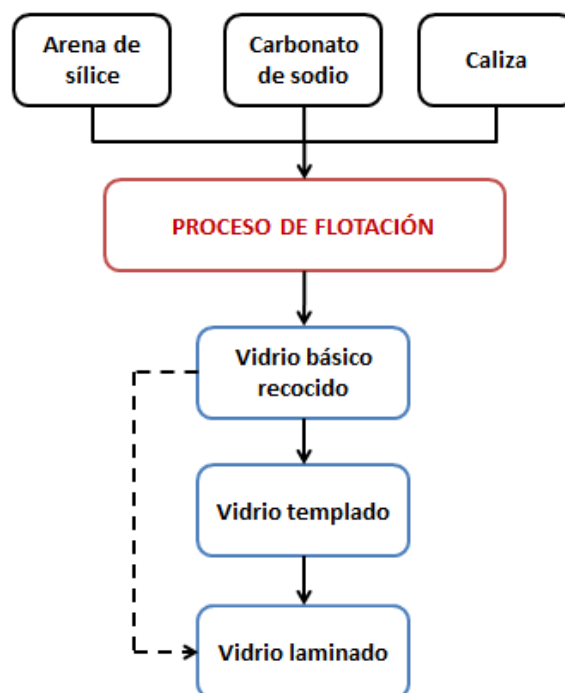 Arena de
sílice
Carbonato
de sodio
Caliza
PROCESO DE FLOTACIÓN
Vidrio básico
recocido
Vidrio templado
Vidrio laminado